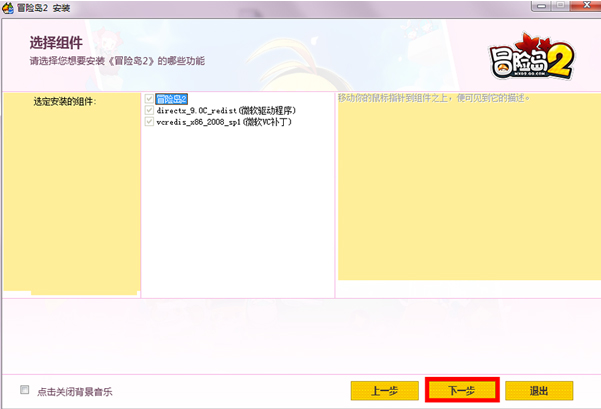 冒险岛2 安装
选择组件
请选择您想要安装《冒险岛2》的哪些功能
冒险岛2
MXD2.QQ.COM
选定安装的组件:
冒险岛2
directx_9.0C_redist(微软驱动程序)
vcredis_x86_2008_sp1(微软VC补丁)
移动你的鼠标指针到组件之上，便可见到它的描述。
点击关闭背景音乐
上一步
下一步
退出